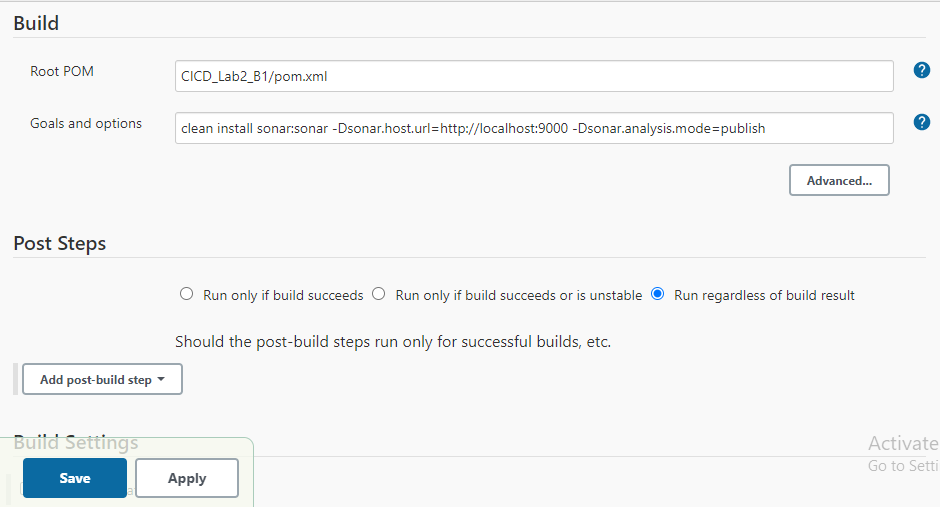 Build
Root POM
CICD_Lab2_B1/pom.xml
?
Goals and options
clean install sonar:sonar -Dsonar.host.url=http://localhost:9000 -Dsonar.analysis.mode=publish
?
Advanced...
Post Steps
Run only if build succeeds Run only if build succeeds or is unstable Run regardless of build result
Should the post-build steps run only for successful builds, etc.
Add post-build step
Build Settings
Activate
Go to Setti
Save Apply